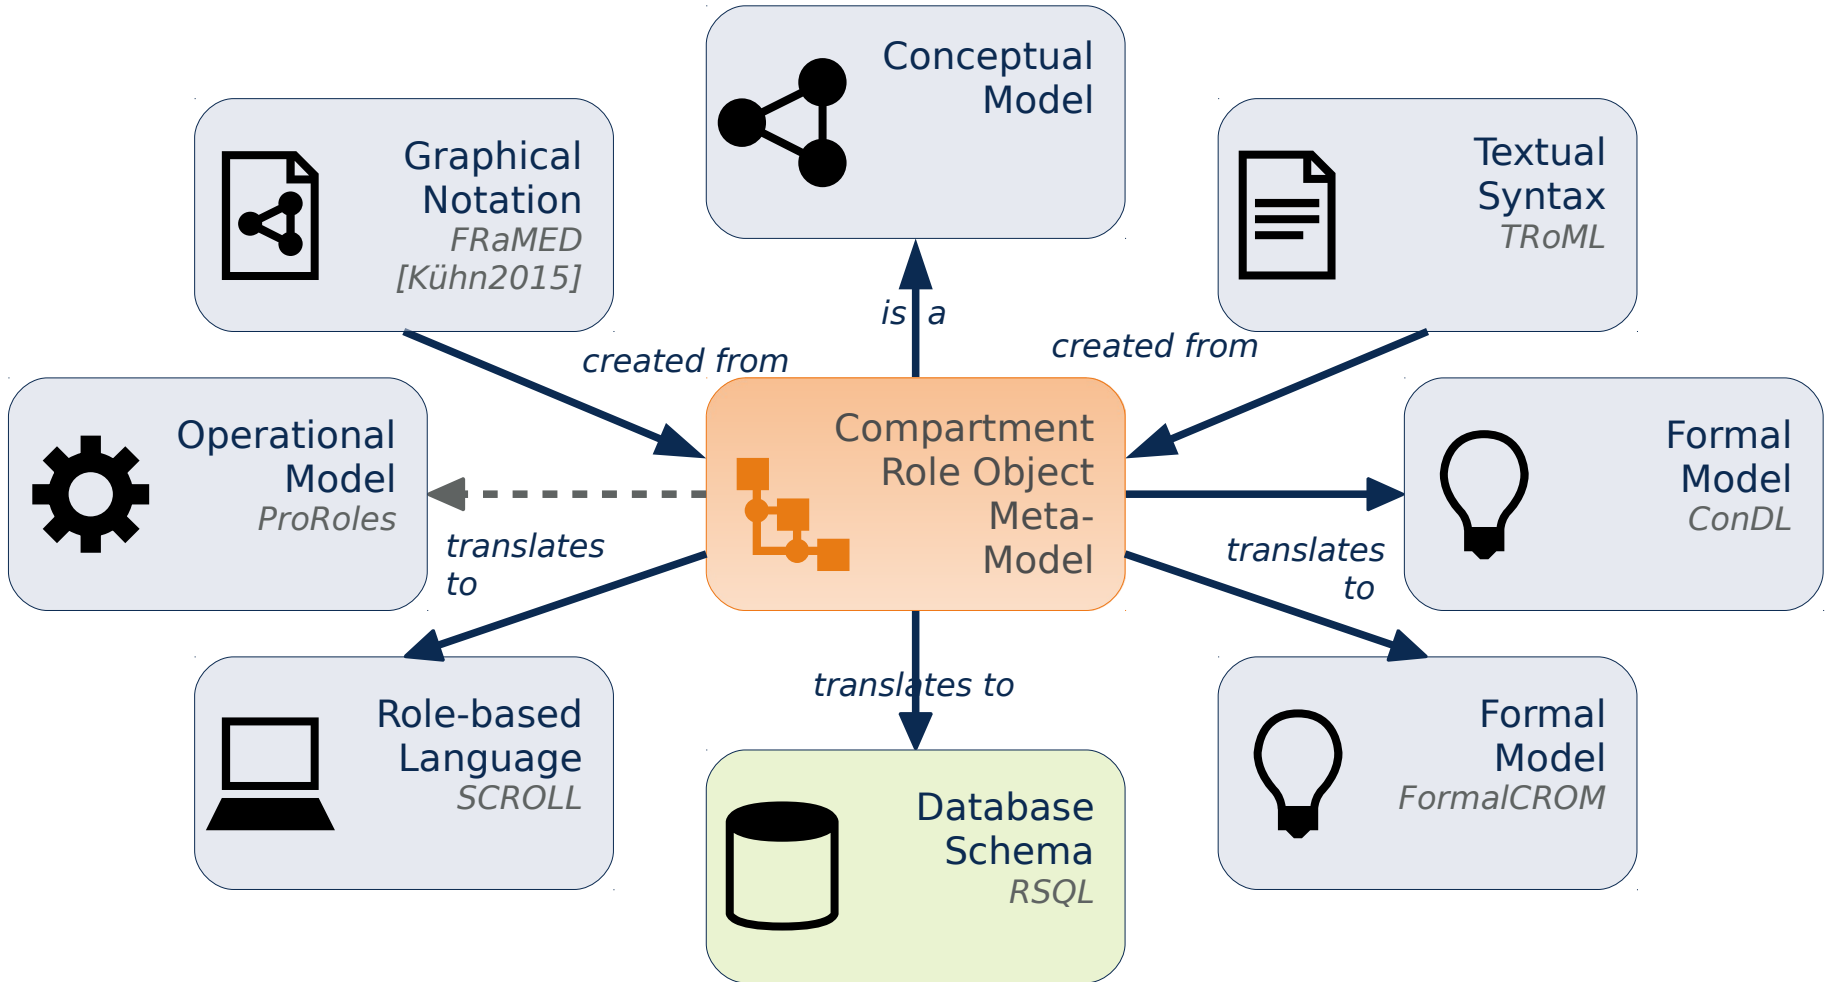 Conceptual
Model
Graphical
Notation
FRaMED
[Kühn2015]
Textual
Syntax
TRoML
is a
created from
created from
Operational
Model
ProRoles
Compartment
Role Object
Meta-
Model
Formal
Model
ConDL
translates
to
translates
to
translates to
Role-based
Language
SCROLL
Database
Schema
RSQL
Formal
Model
FormalCROM